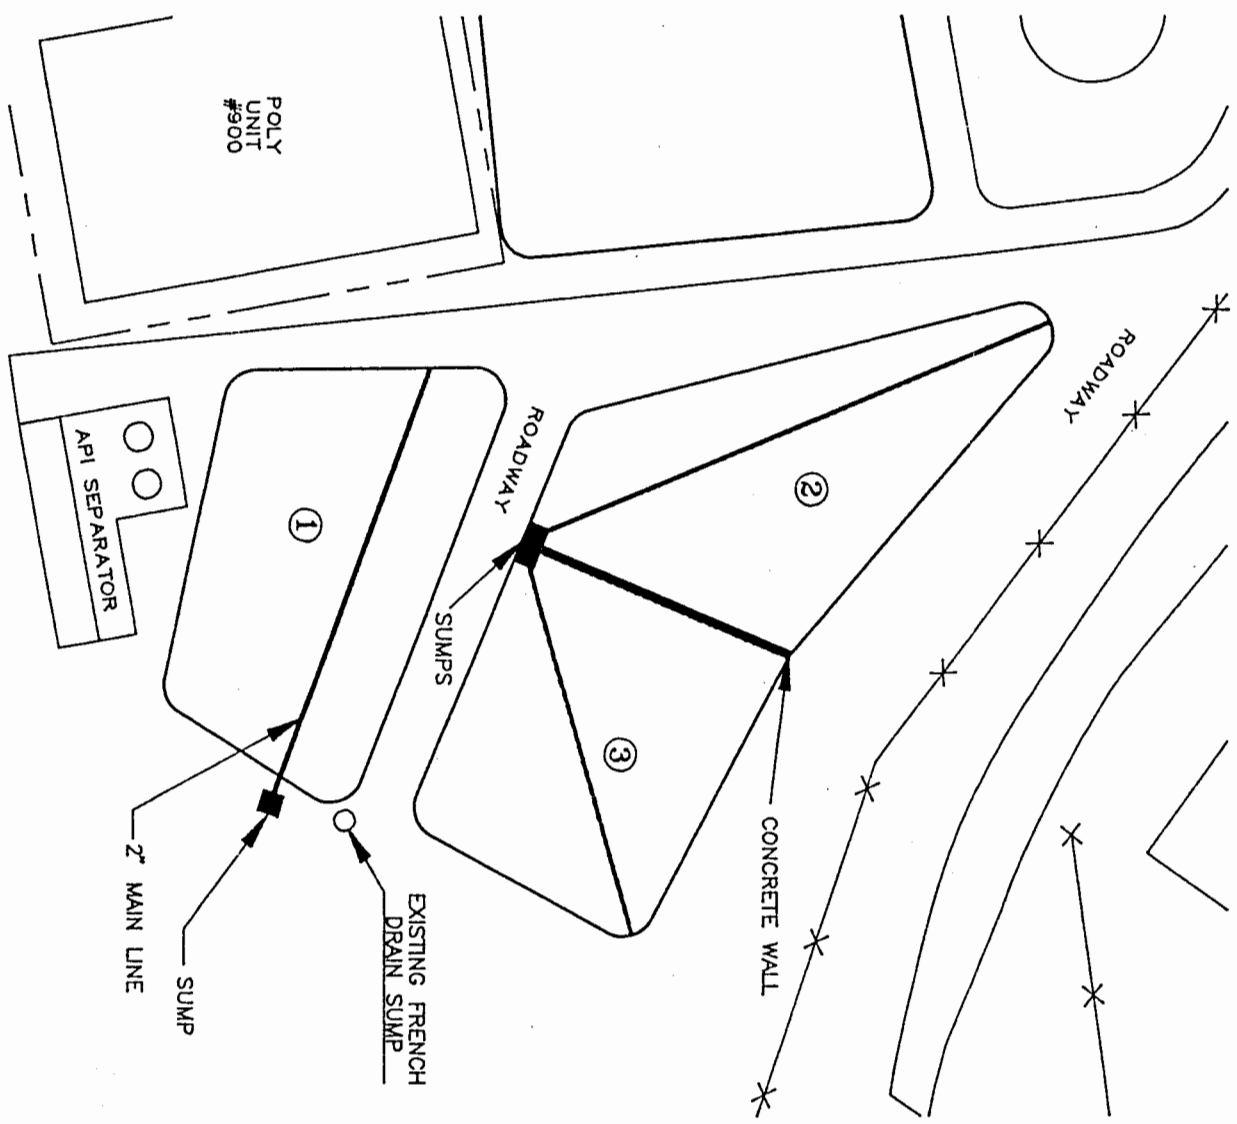 POLY
UNIT
#900
ROADWAY
ROADWAY
API SEPARATOR
①
②
③
SUMPS
CONCRETE WALL
2" MAIN LINE
SUMP
EXISTING FRENCH
DRAIN SUMP